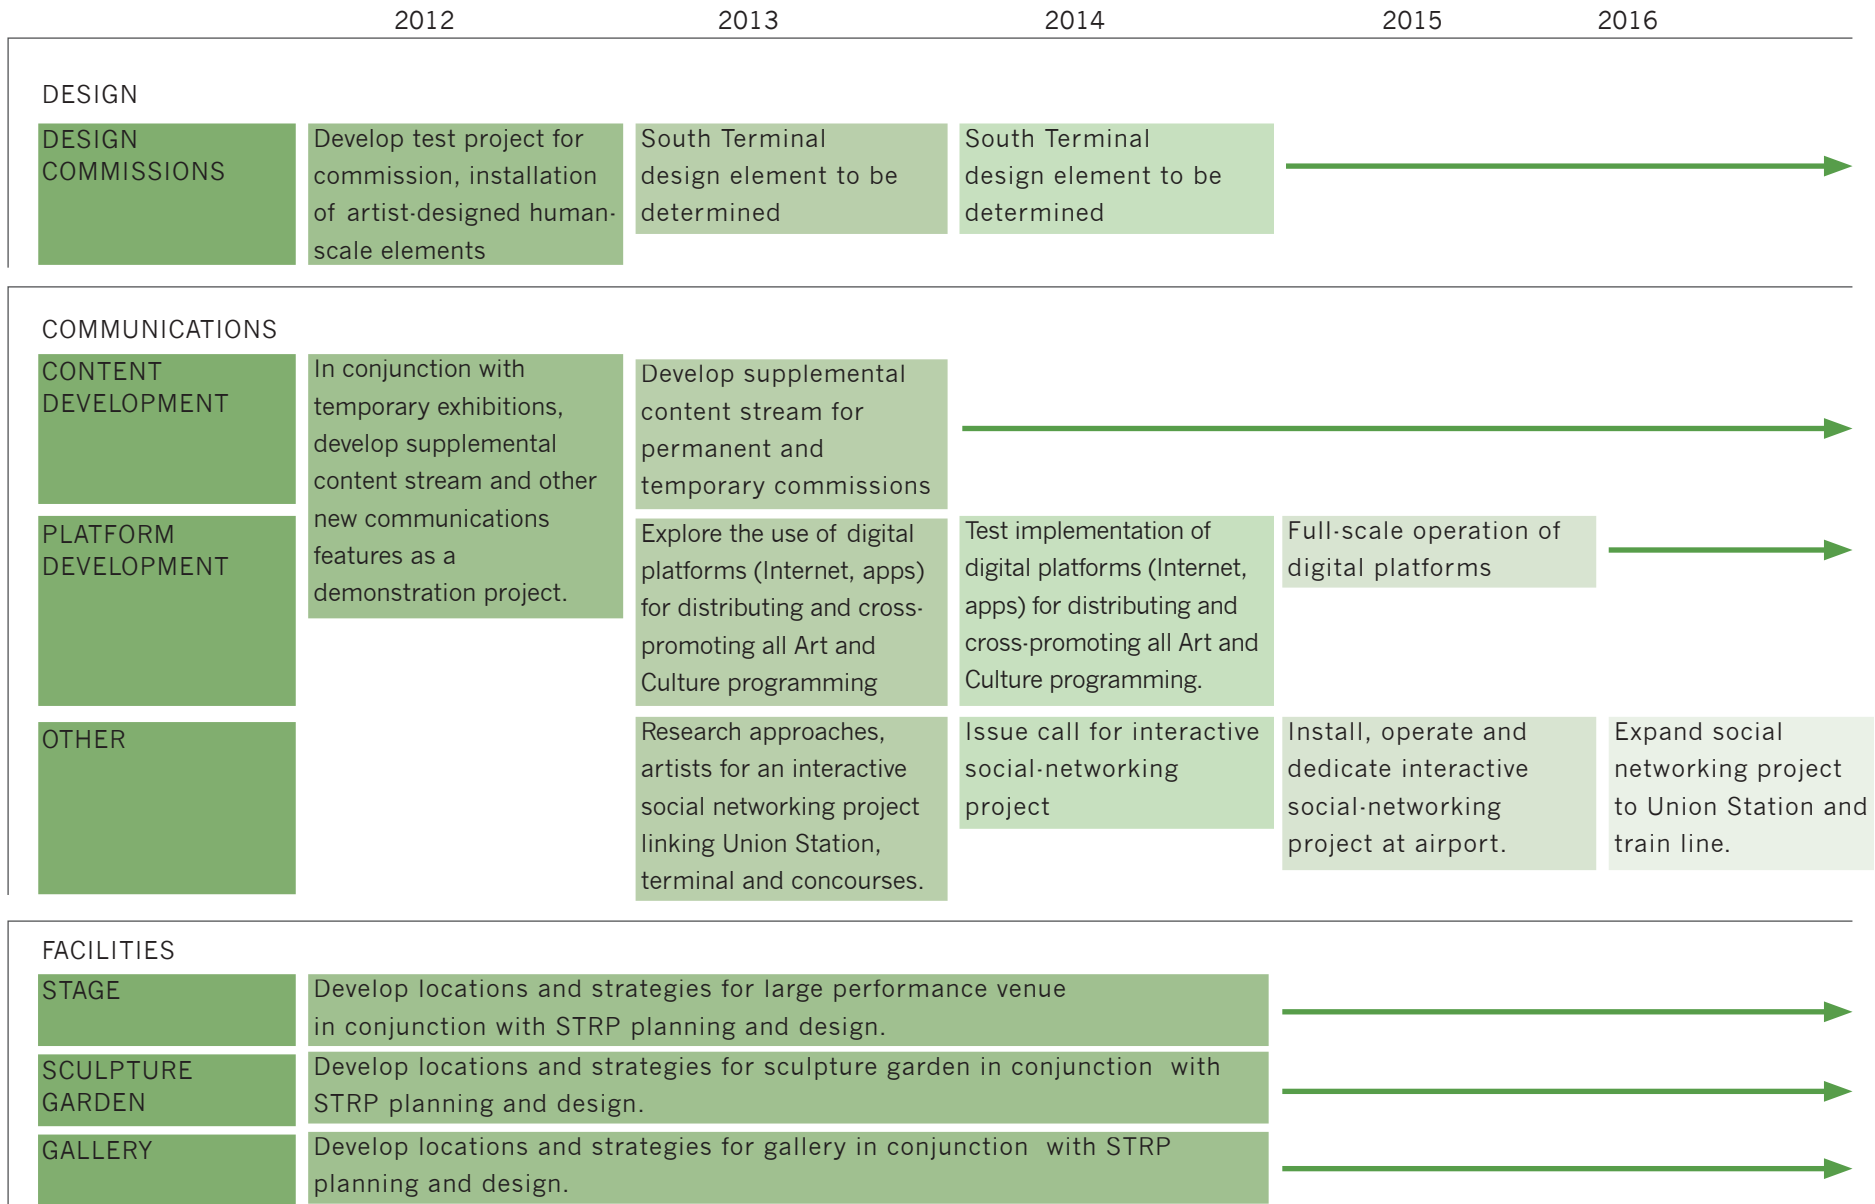 2012 2013 2014 2015 2016
DESIGN
DESIGN
COMMISSIONS
Develop test project for
commission, installation
of artist-designed human-
scale elements
South Terminal
design element to be
determined
South Terminal
design element to be
determined
COMMUNICATIONS
CONTENT
DEVELOPMENT
In conjunction with
temporary exhibitions,
develop supplemental
content stream and other
new communications
features as a
demonstration project.
Develop supplemental
content stream for
permanent and
temporary commissions
PLATFORM
DEVELOPMENT
Explore the use of digital
platforms (Internet, apps)
for distributing and cross-
promoting all Art and
Culture programming
Test implementation of
digital platforms (Internet,
apps) for distributing and
cross-promoting all Art and
Culture programming.
Full-scale operation of
digital platforms
OTHER
Research approaches,
artists for an interactive
social networking project
linking Union Station,
terminal and concourses.
Issue call for interactive
social-networking
project
Install, operate and
dedicate interactive
social-networking
project at airport.
Expand social
networking project
to Union Station and
train line.
FACILITIES
STAGE
Develop locations and strategies for large performance venue
in conjunction with STRP planning and design.
SCULPTURE
GARDEN
Develop locations and strategies for sculpture garden in conjunction with
STRP planning and design.
GALLERY
Develop locations and strategies for gallery in conjunction with STRP
planning and design.